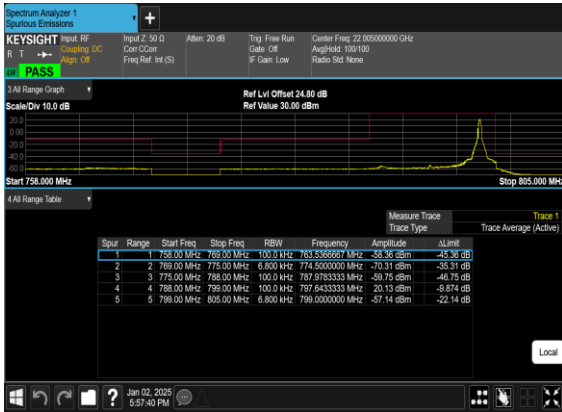 Spectrum Analyzer 1
Spurious Emissions
KEYSIGHT Input: RF Input Z: 50 Ω Atten: 20 dB Trig: Free Run Center Freq: 22.005000000 GHz
R T Coupling: DC Corr CCorr Gate: Off Avg|Hold: 100/100
Align: Off Freq Ref: Int (S) IF Gain: Low Radio Std: None
PASS
3 All Range Graph Ref Lvl Offset 24.80 dB
Scale/Div 10.0 dB Ref Value 30.00 dBm
20.0
0.00
-20.0
-40.0
-60.0
Start 758.000 MHz Stop 805.000 MHz
4 All Range Table
Measure Trace Trace 1
Trace Type Trace Average (Active)
Spur Range Start Freq Stop Freq RBW Frequency Amplitude ΔLimit
1 1 758.00 MHz 769.00 MHz 100.0 kHz 763.5366667 MHz -58.36 dBm -45.36 dB
2 2 769.00 MHz 775.00 MHz 6.800 kHz 774.5000000 MHz -70.31 dBm -35.31 dB
3 3 775.00 MHz 788.00 MHz 100.0 kHz 787.9783333 MHz -59.75 dBm -46.75 dB
4 4 788.00 MHz 799.00 MHz 100.0 kHz 797.6433333 MHz 20.13 dBm -9.874 dB
5 5 799.00 MHz 805.00 MHz 6.800 kHz 799.0000000 MHz -57.14 dBm -22.14 dB
Local
Jan 02, 2025
5:57:40 PM